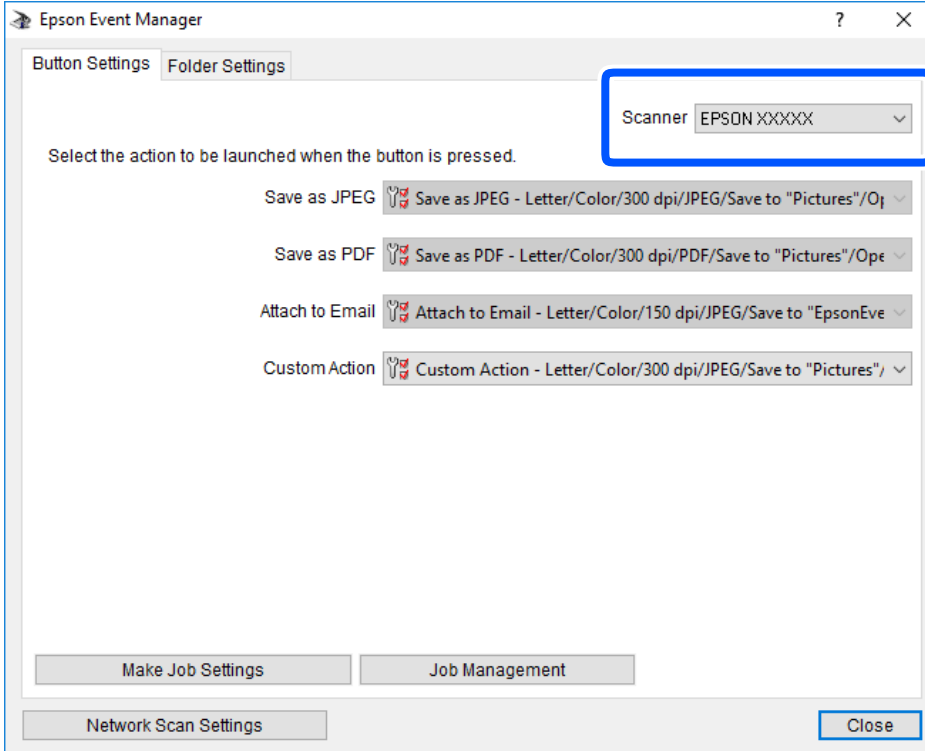 Epson Event Manager
Button Settings Folder Settings
Scanner EPSON XXXXX
Select the action to be launched when the button is pressed.
Save as JPEG Save as JPEG - Letter/Color/300 dpi/JPEG/Save to "Pictures"/Op
Save as PDF Save as PDF - Letter/Color/300 dpi/PDF/Save to "Pictures"/Ope
Attach to Email Attach to Email - Letter/Color/150 dpi/JPEG/Save to "EpsonEve
Custom Action Custom Action - Letter/Color/300 dpi/JPEG/Save to "Pictures"/
Make Job Settings Job Management
Network Scan Settings Close